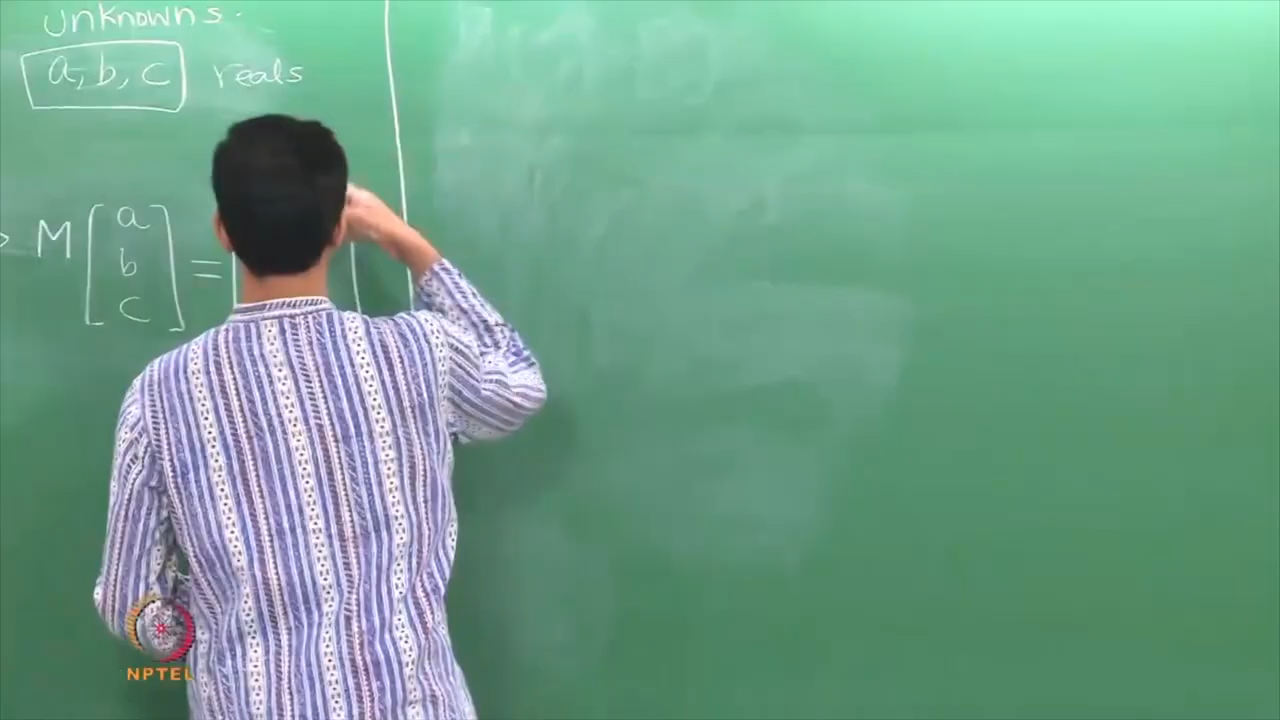 unknowns.
a, b, c reals
> M [ a
b =
c ]
NPTEL